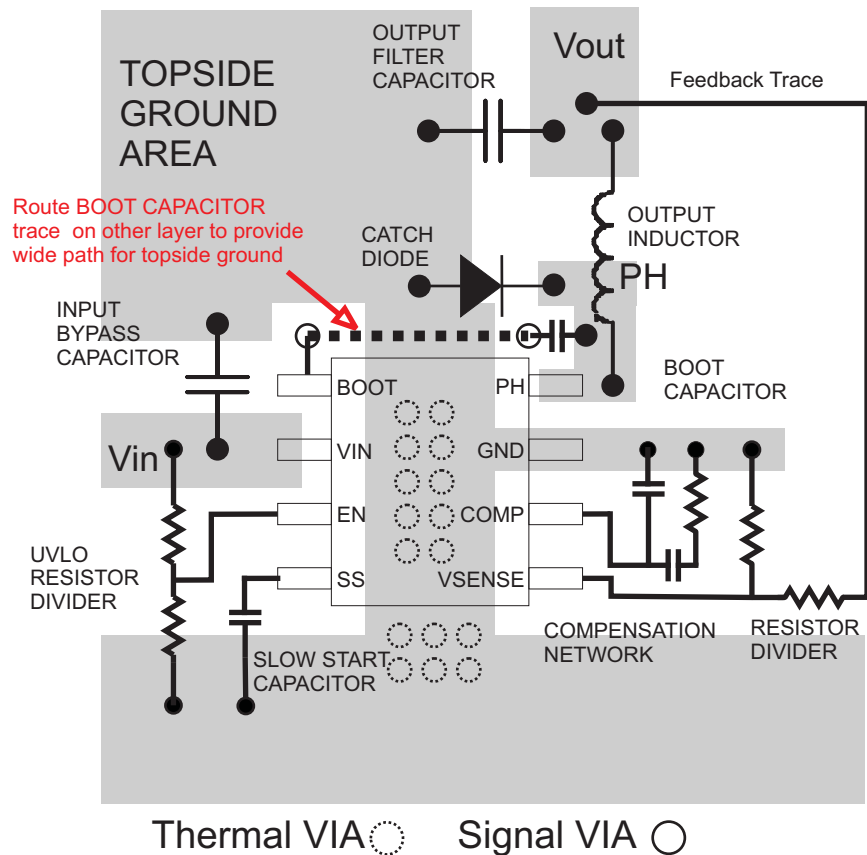 OUTPUT
FILTER
CAPACITOR
Vout
TOPSIDE
GROUND
AREA
Feedback Trace
Route BOOT CAPACITOR
trace on other layer to provide
wide path for topside ground
CATCH
DIODE
OUTPUT
INDUCTOR
PH
INPUT
BYPASS
CAPACITOR
BOOT
CAPACITOR
BOOT
PH
Vin
VIN
GND
EN
COMP
UVLO
RESISTOR
DIVIDER
SS
VSENSE
SLOW START
CAPACITOR
COMPENSATION
NETWORK
RESISTOR
DIVIDER
Thermal VIA
Signal VIA